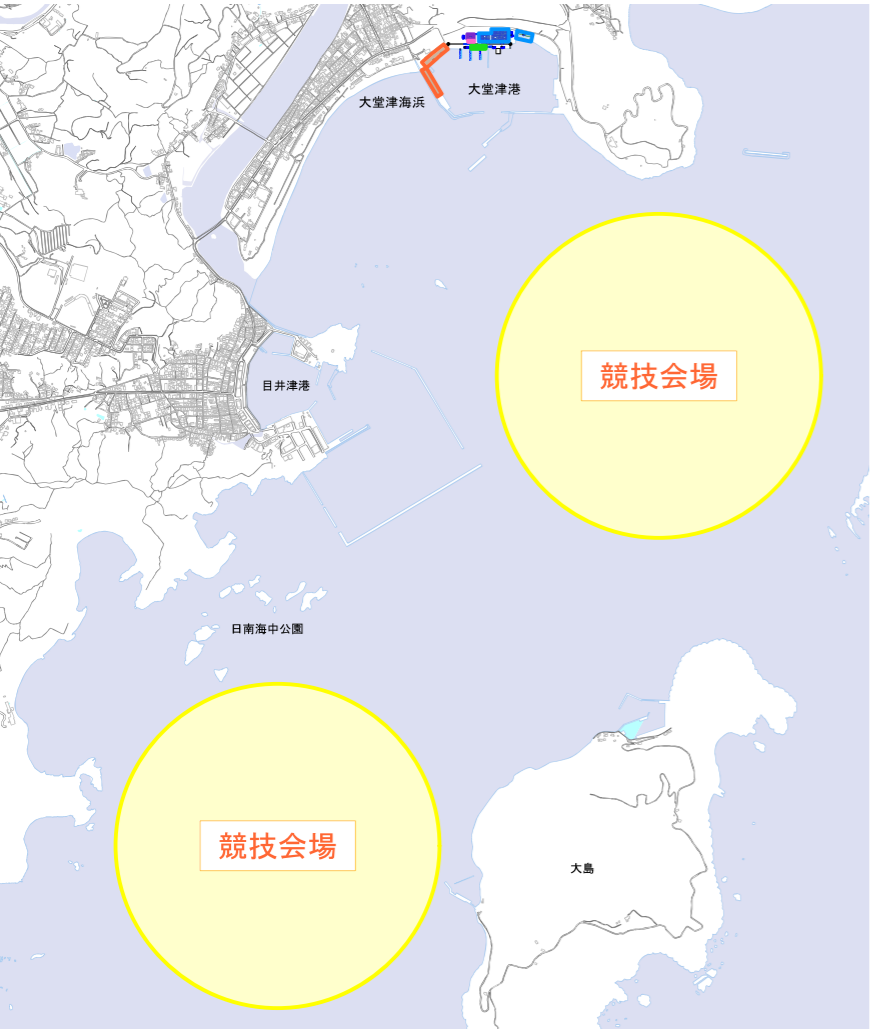 大堂津海浜
大堂津港
競技会場
目井津港
日南海中公園
競技会場
大島